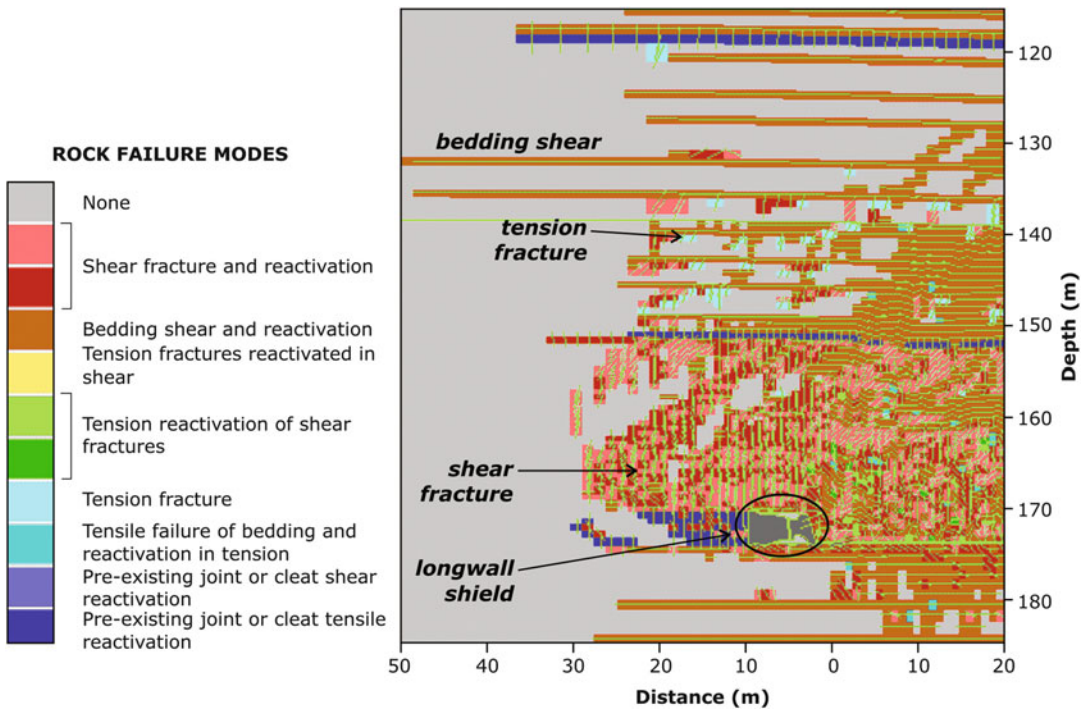 ROCK FAILURE MODES
None
Shear fracture and reactivation
Bedding shear and reactivation
Tension fractures reactivated in
shear
Tension reactivation of shear
fractures
Tension fracture
Tensile failure of bedding and
reactivation in tension
Pre-existing joint or cleat shear
reactivation
Pre-existing joint or cleat tensile
reactivation
bedding shear
tension
fracture
shear
fracture
longwall
shield
120
130
140
150
160
170
180
Depth (m)
50 40 30 20 10 0 10 20
Distance (m)